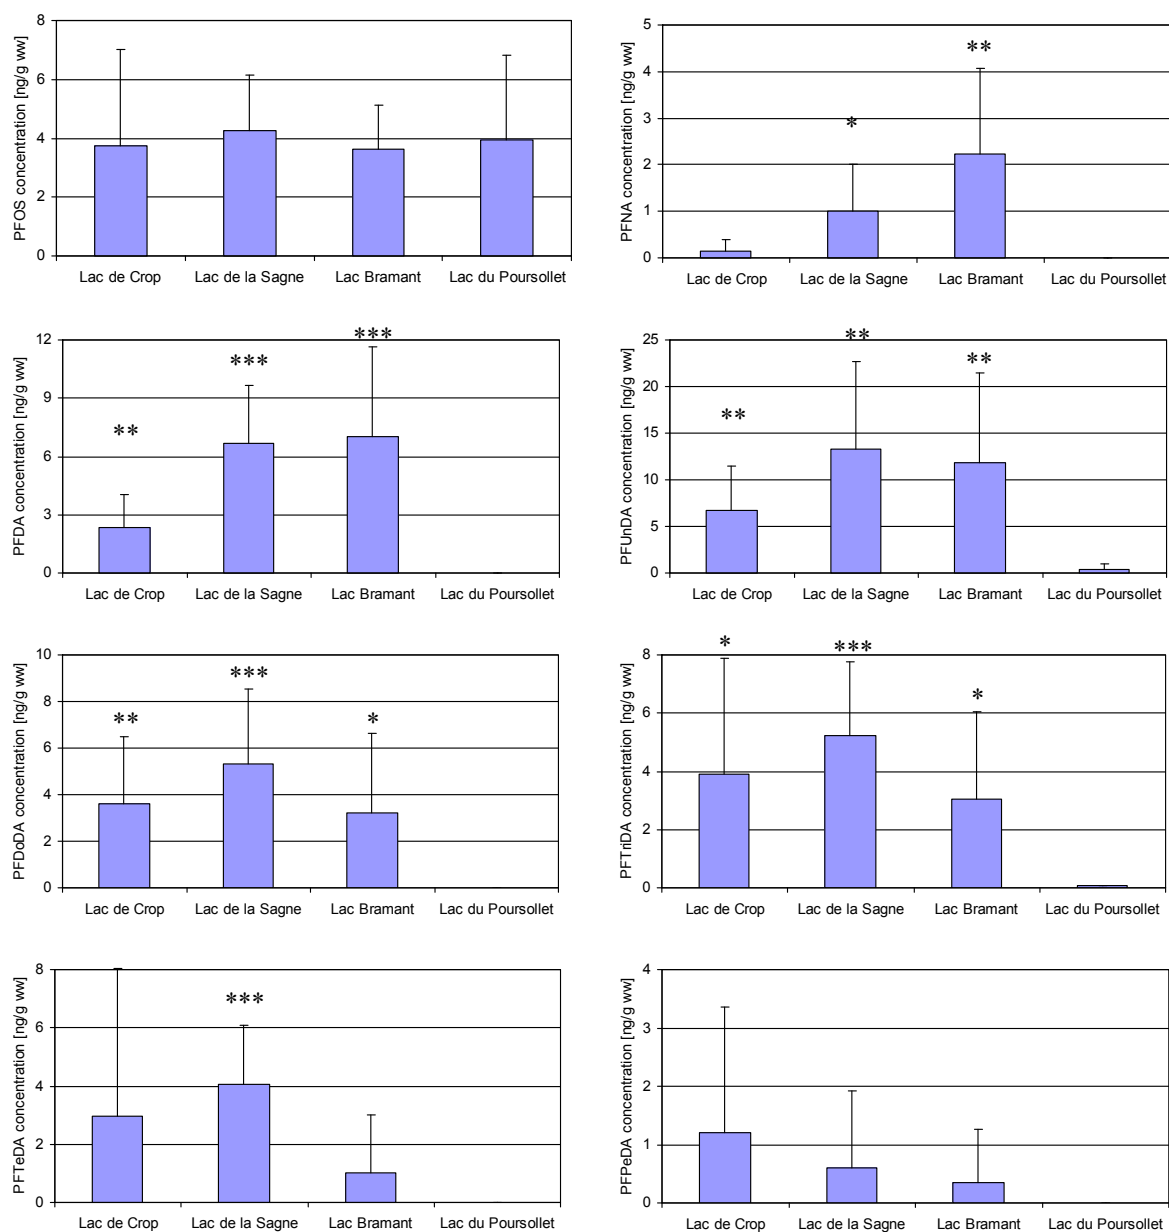 PFOS concentration [ng/g ww]
8
6
4
2
0
Lac de Crop Lac de la Sagne Lac Bramant Lac du Poursollet
PFNA concentration [ng/g ww]
5
4
3
2
1
0
* **
Lac de Crop Lac de la Sagne Lac Bramant Lac du Poursollet
PFDA concentration [ng/g ww]
12
9
6
3
0
** *** ***
Lac de Crop Lac de la Sagne Lac Bramant Lac du Poursollet
PFUnDA concentration [ng/g ww]
25
20
15
10
5
0
** ** **
Lac de Crop Lac de la Sagne Lac Bramant Lac du Poursollet
PFDoDA concentration [ng/g ww]
10
8
6
4
2
0
** *** *
Lac de Crop Lac de la Sagne Lac Bramant Lac du Poursollet
PFTriDA concentration [ng/g ww]
8
6
4
2
0
* *** *
Lac de Crop Lac de la Sagne Lac Bramant Lac du Poursollet
PFTeDA concentration [ng/g ww]
8
6
4
2
0
***
Lac de Crop Lac de la Sagne Lac Bramant Lac du Poursollet
PFPeDA concentration [ng/g ww]
4
3
2
1
0
Lac de Crop Lac de la Sagne Lac Bramant Lac du Poursollet